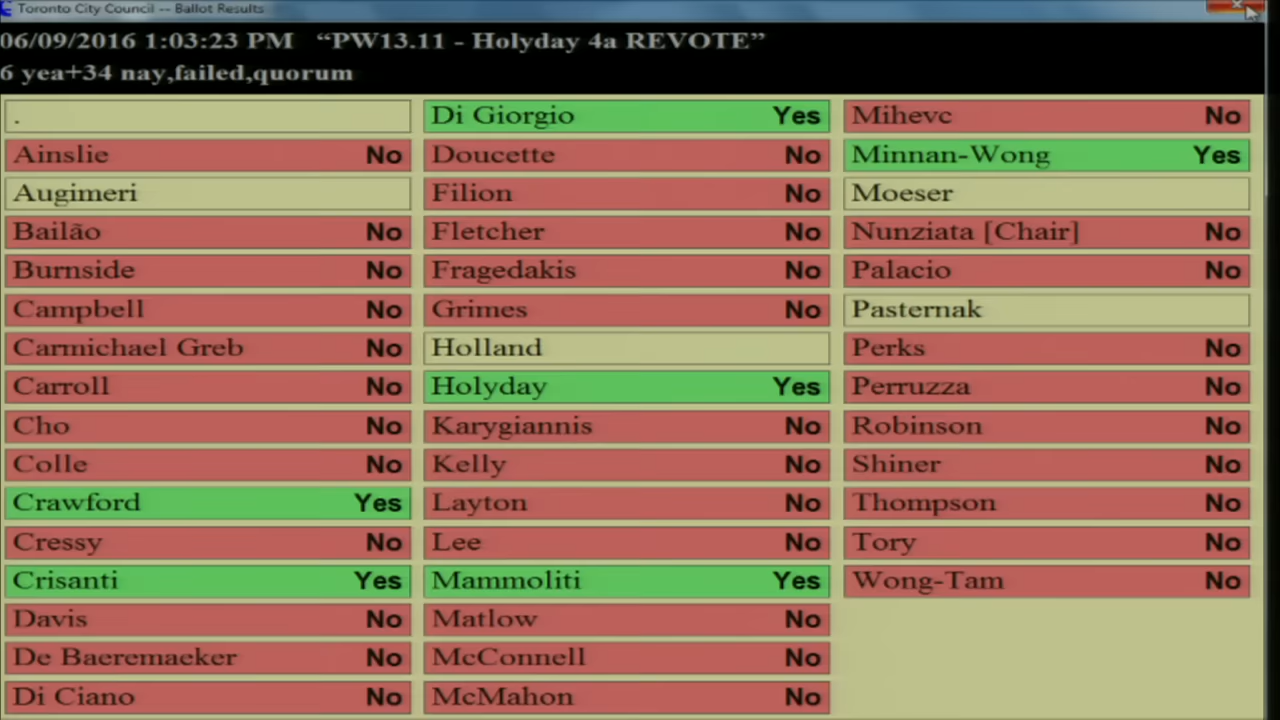 Toronto City Council -- Ballot Results
06/09/2016 1:03:23 PM “PW13.11 - Holyday 4a REVOTE”
6 yea+34 nay,failed,quorum
.
Ainslie No
Augimeri
Bailão No
Burnside No
Campbell No
Carmichael Greb No
Carroll No
Cho No
Colle No
Crawford Yes
Cressy No
Crisanti Yes
Davis No
De Baeremaeker No
Di Ciano No
Di Giorgio Yes
Doucette No
Filion No
Fletcher No
Fragedakis No
Grimes No
Holland
Holyday Yes
Karygiannis No
Kelly No
Layton No
Lee No
Mammoliti Yes
Matlow No
McConnell No
McMahon No
Mihevc No
Minnan-Wong Yes
Moeser
Nunziata [Chair] No
Palacio No
Pasternak
Perks No
Perruzza No
Robinson No
Shiner No
Thompson No
Tory No
Wong-Tam No